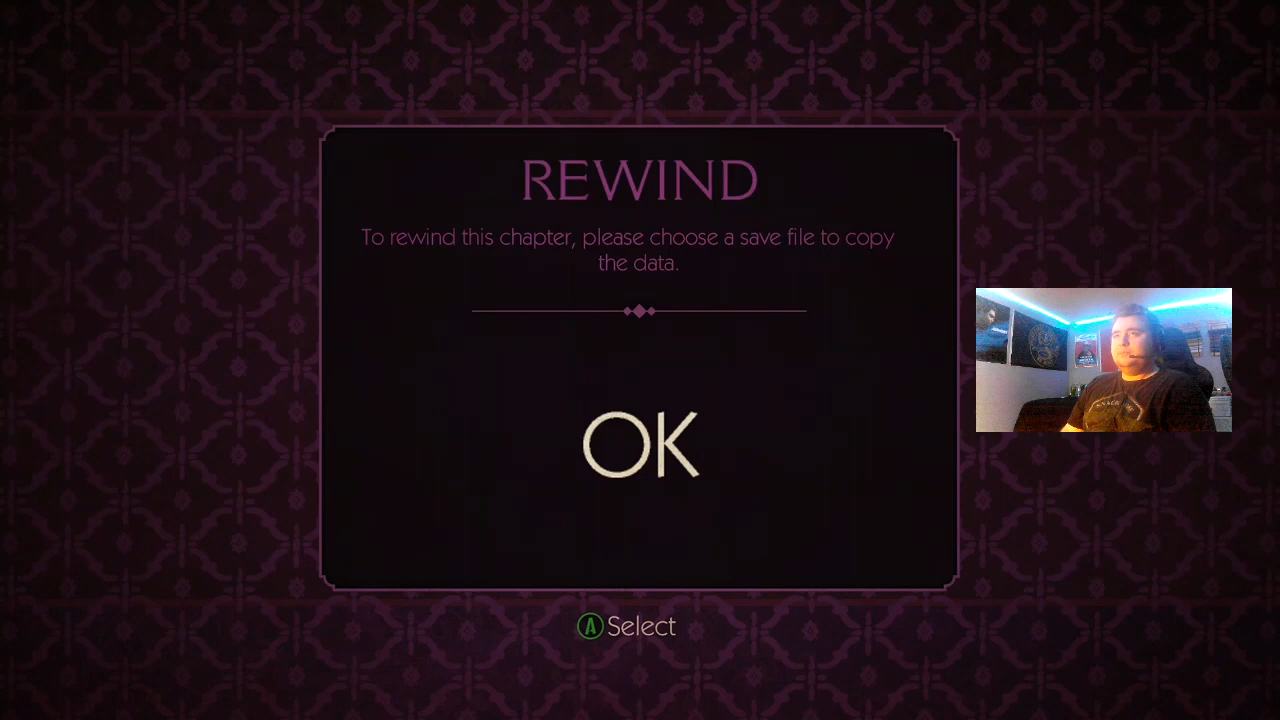 REWIND
To rewind this chapter, please choose a save file to copy
the data.
OK
A Select